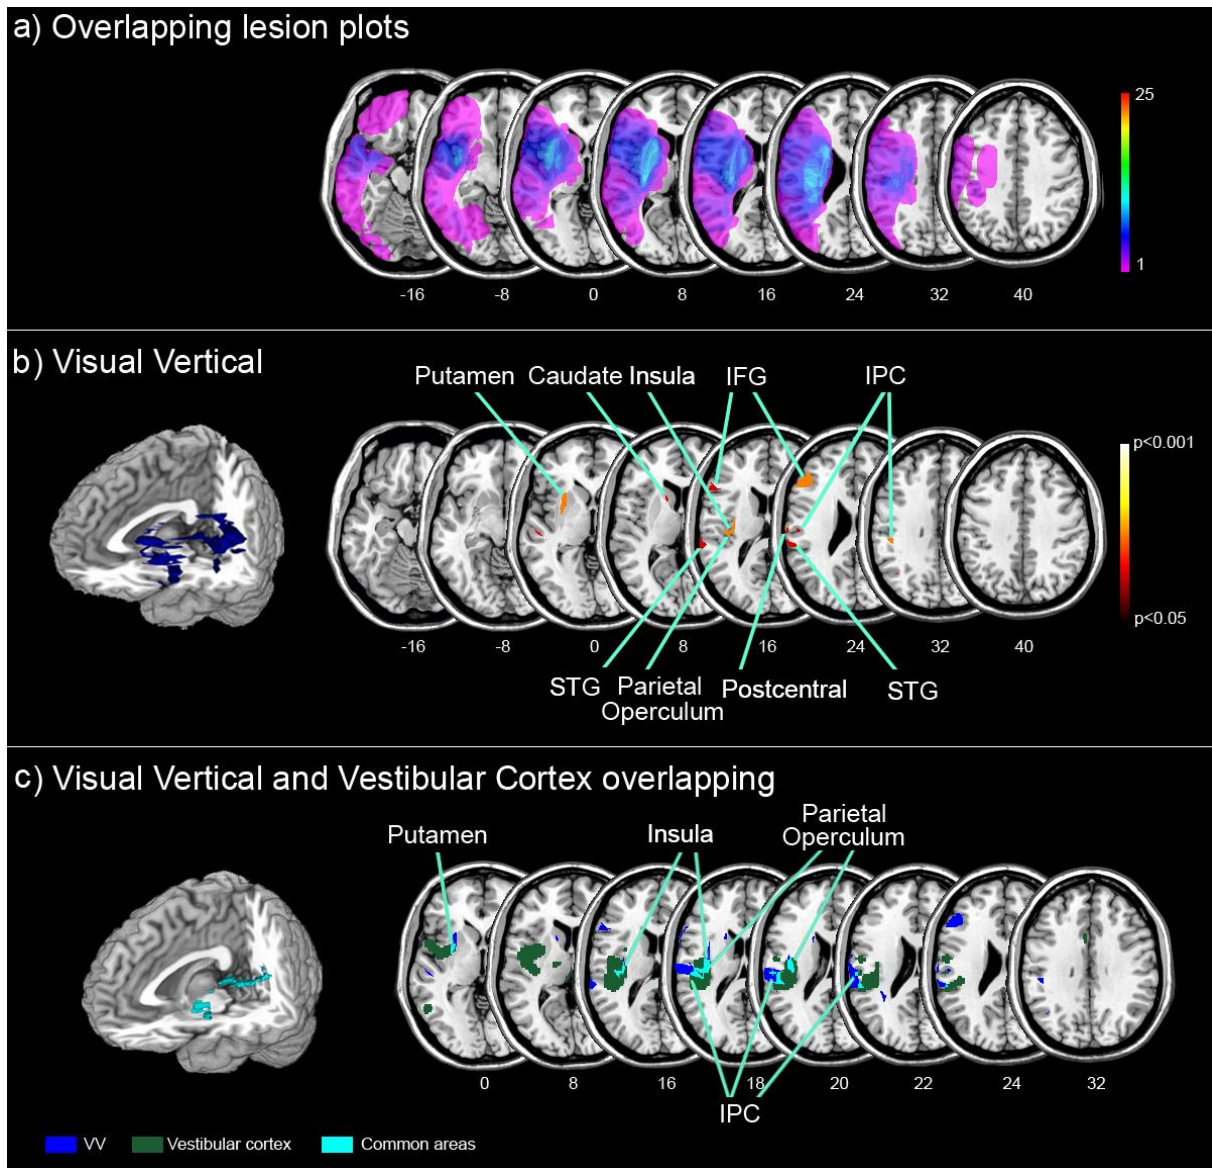 a) Overlapping lesion plots
25
1
-16 -8 0 8 16 24 32 40
b) Visual Vertical
Putamen Caudate Insula IFG IPC
p<0.001
p<0.05
-16 -8 0 8 16 24 32 40
STG Parietal Operculum Postcentral STG
c) Visual Vertical and Vestibular Cortex overlapping
Putamen Insula Parietal Operculum
0 8 16 18 20 22 24 32
IPC
VV Vestibular cortex Common areas